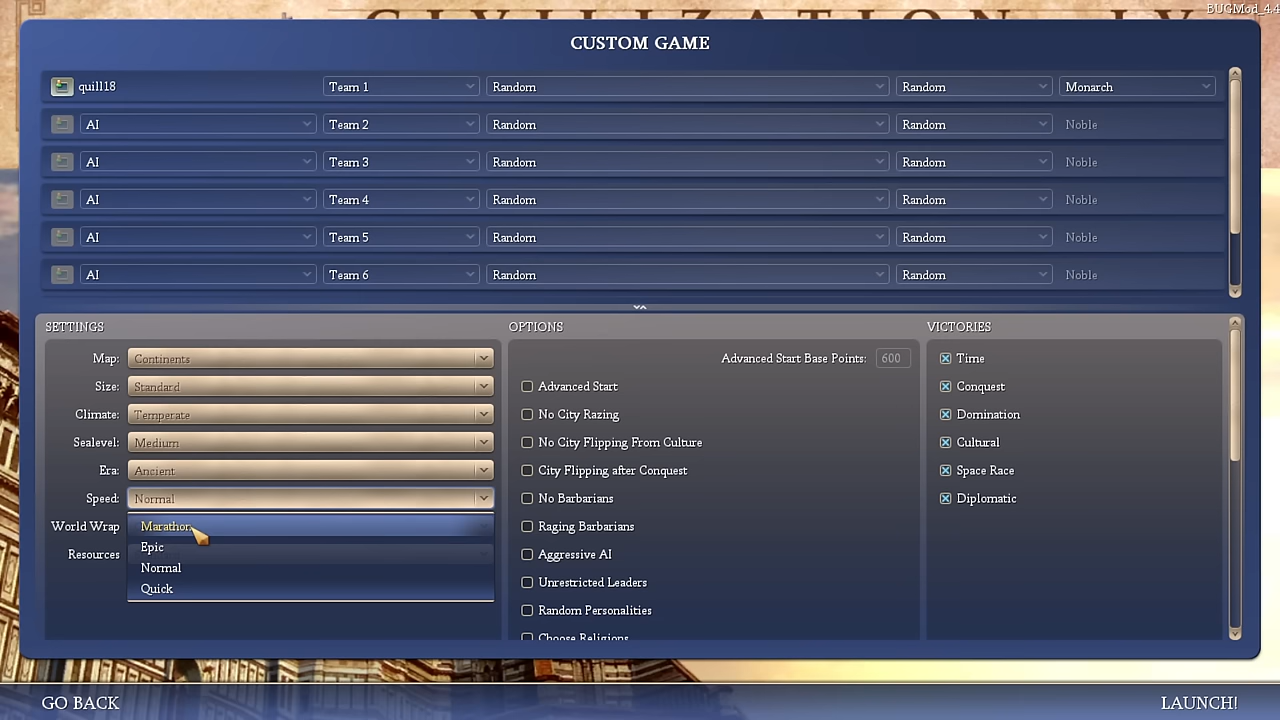 CIVILIZATION IV
BUGMod_4.4
CUSTOM GAME
quill18 Team 1 Random Random Monarch
AI Team 2 Random Random Noble
AI Team 3 Random Random Noble
AI Team 4 Random Random Noble
AI Team 5 Random Random Noble
AI Team 6 Random Random Noble
SETTINGS
Map: Continents
Size: Standard
Climate: Temperate
Sealevel: Medium
Era: Ancient
Speed: Normal
World Wrap
Resources
Marathon
Epic
Normal
Quick
OPTIONS
Advanced Start Base Points: 600
Advanced Start
No City Razing
No City Flipping From Culture
City Flipping after Conquest
No Barbarians
Raging Barbarians
Aggressive AI
Unrestricted Leaders
Random Personalities
Choose Religions
VICTORIES
Time
Conquest
Domination
Cultural
Space Race
Diplomatic
GO BACK
LAUNCH!